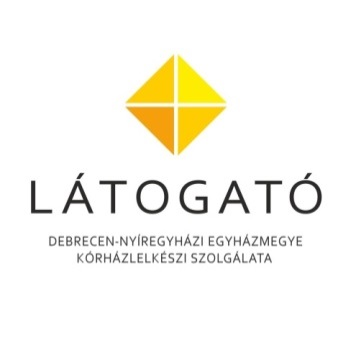 LÁTOGATÓ
DEBRECEN-NYÍREGYHÁZI EGYHÁZMEGYE
KÓRHÁZLELKÉSZI SZOLGÁLATA